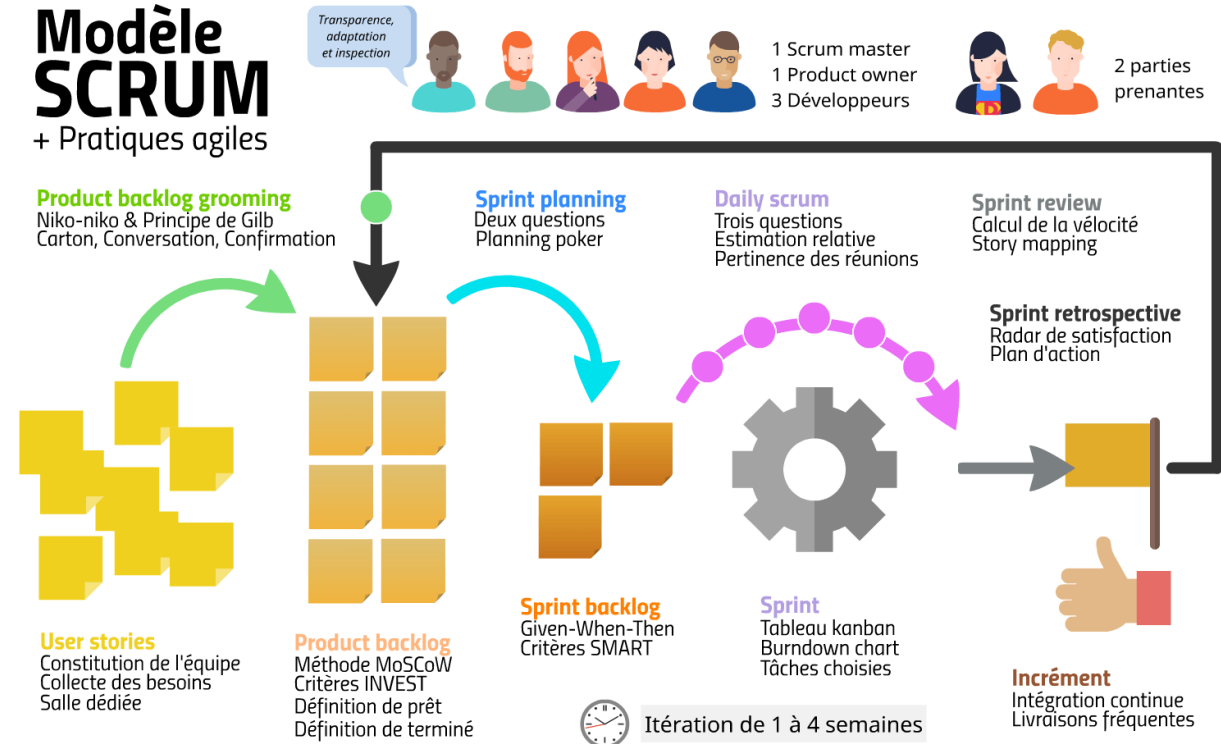 Modèle
SCRUM
+ Pratiques agiles
Transparence,
adaptation
et inspection
1 Scrum master
1 Product owner
3 Développeurs
2 parties
prenantes
Product backlog grooming
Niko-niko & Principe de Gilb
Carton, Conversation, Confirmation
Sprint planning
Deux questions
Planning poker
Daily scrum
Trois questions
Estimation relative
Pertinence des réunions
Sprint review
Calcul de la vélocité
Story mapping
Sprint retrospective
Radar de satisfaction
Plan d'action
User stories
Constitution de l'équipe
Collecte des besoins
Salle dédiée
Product backlog
Méthode MoSCoW
Critères INVEST
Définition de prêt
Définition de terminé
Sprint backlog
Given-When-Then
Critères SMART
Sprint
Tableau kanban
Burndown chart
Tâches choisies
Incrément
Intégration continue
Livraisons fréquentes
Itération de 1 à 4 semaines